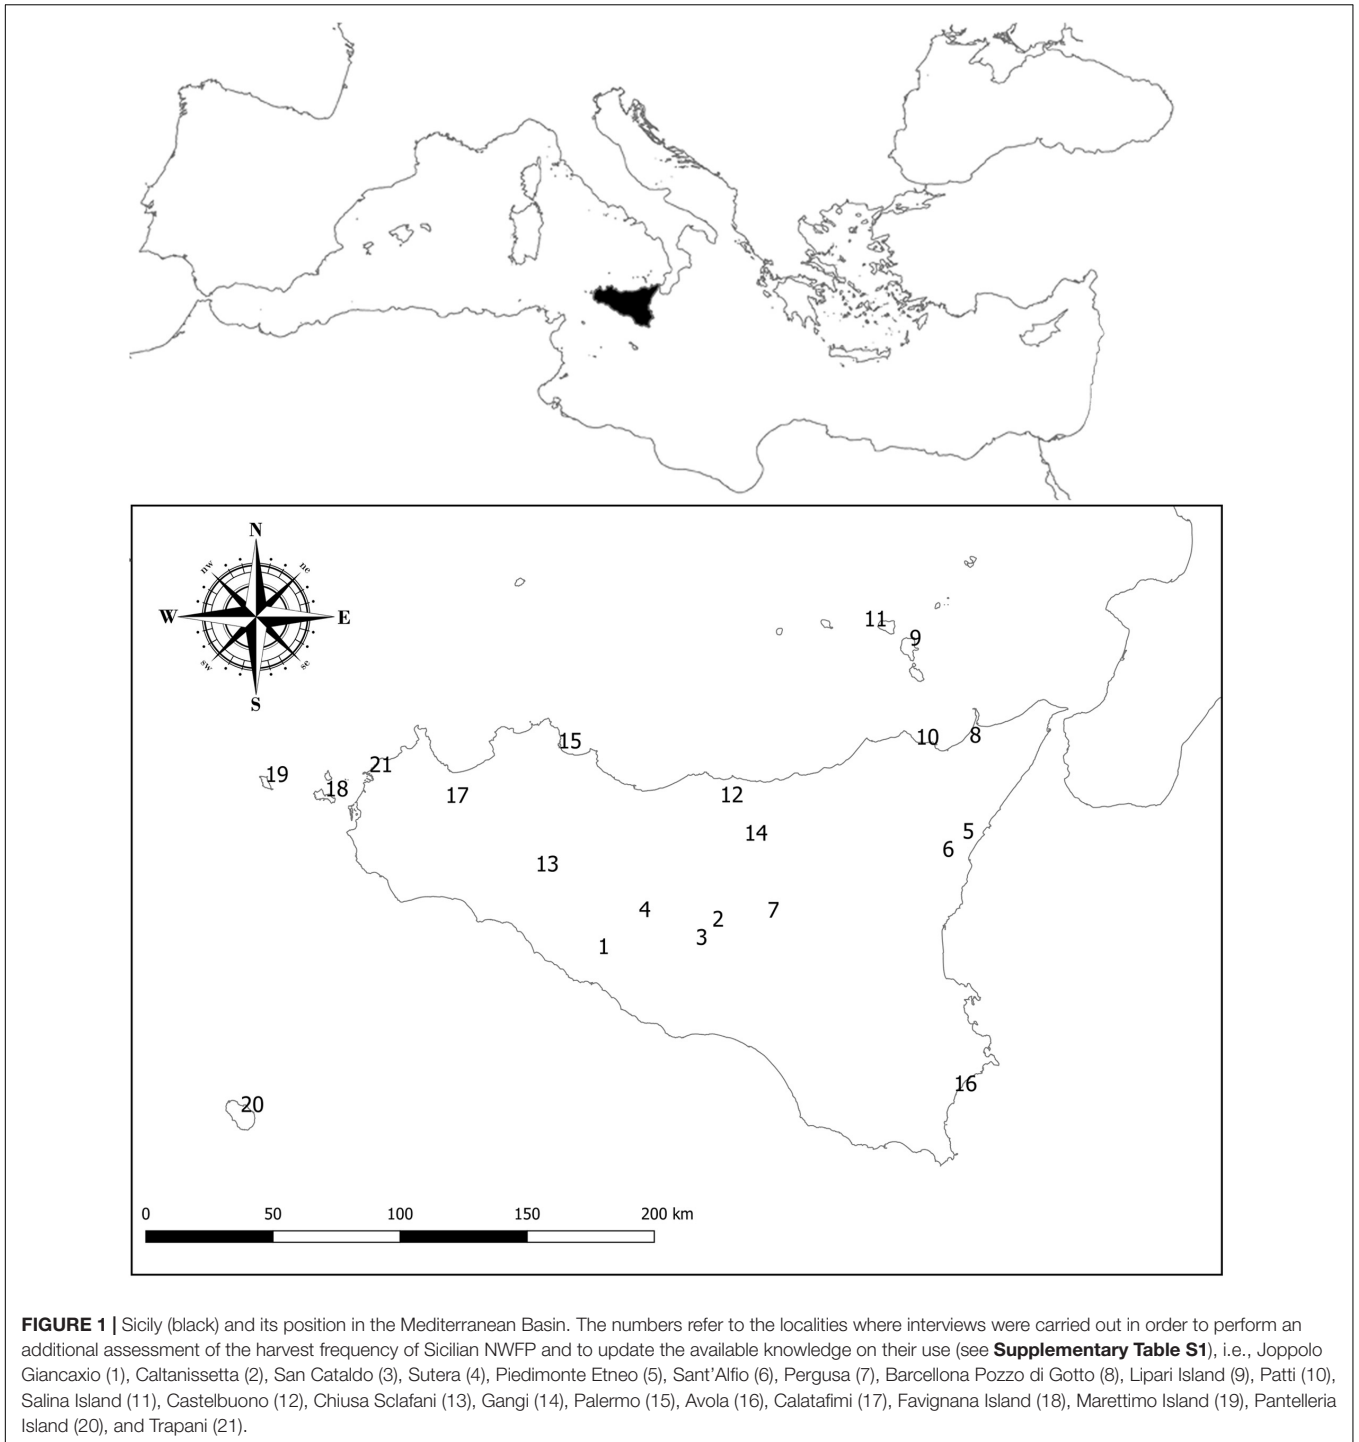 N
nw
ne
W
E
sw
se
S
11
9
10
8
15
21
19
18
17
12
14
5
6
13
4
2
7
3
1
16
20
0 50 100 150 200 km
FIGURE 1 | Sicily (black) and its position in the Mediterranean Basin. The numbers refer to the localities where interviews were carried out in order to perform an
additional assessment of the harvest frequency of Sicilian NWFP and to update the available knowledge on their use (see Supplementary Table S1), i.e., Joppolo
Giancaxio (1), Caltanissetta (2), San Cataldo (3), Sutera (4), Piedimonte Etneo (5), Sant'Alfio (6), Pergusa (7), Barcellona Pozzo di Gotto (8), Lipari Island (9), Patti (10),
Salina Island (11), Castelbuono (12), Chiusa Sclafani (13), Gangi (14), Palermo (15), Avola (16), Calatafimi (17), Favignana Island (18), Marettimo Island (19), Pantelleria
Island (20), and Trapani (21).